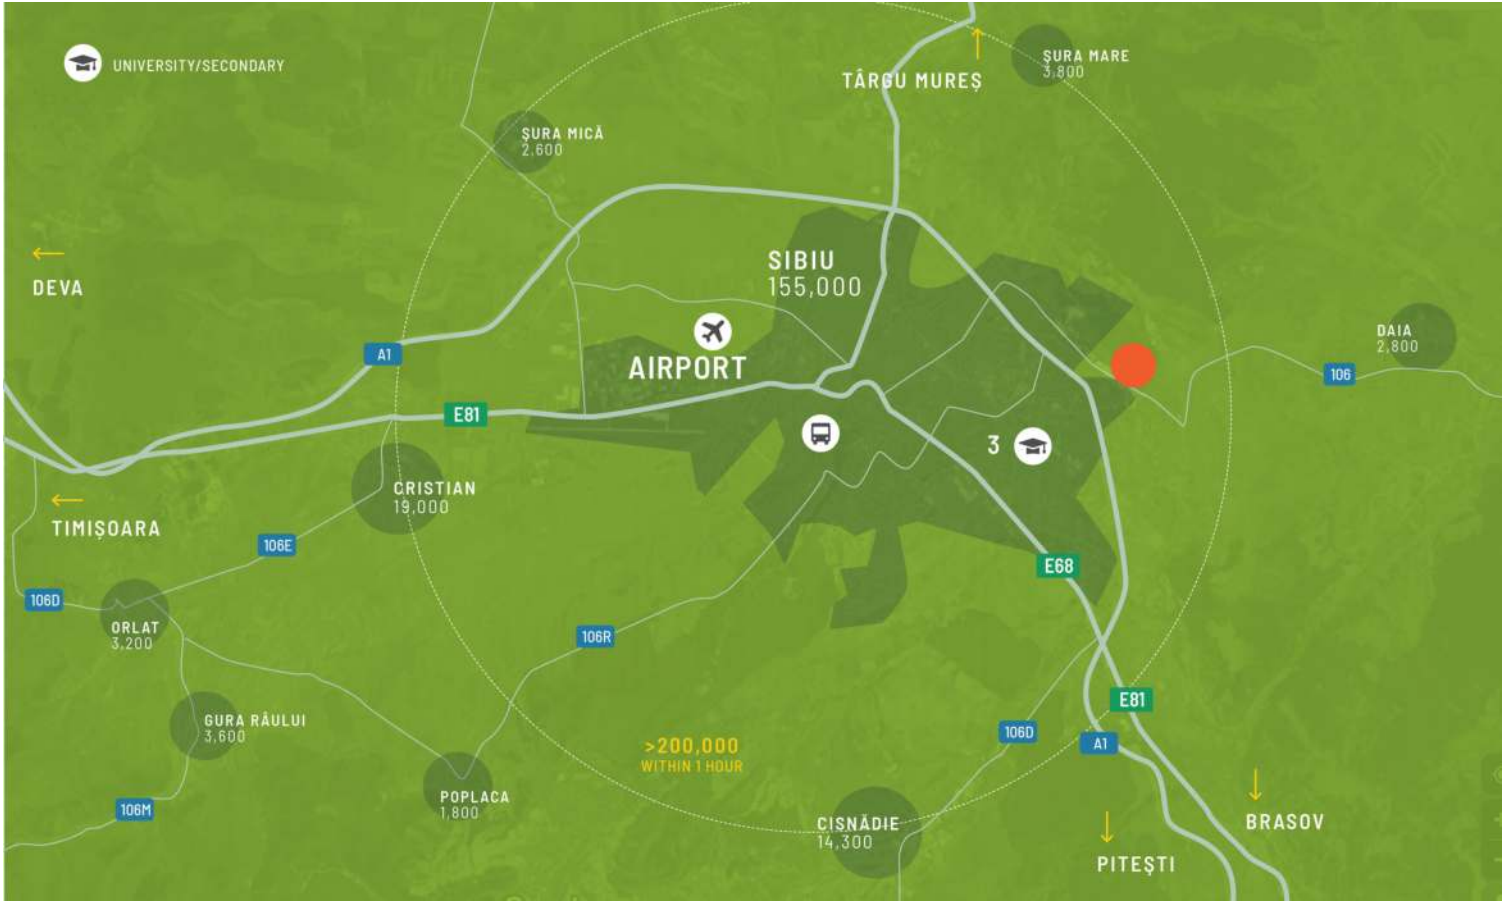 UNIVERSITY/SECONDARY
TÂRGU MUREȘ
ȘURA MARE
3,800
ȘURA MICĂ
2,600
DEVA
SIBIU
155,000
AIRPORT
DAIA
2,800
106
A1
E81
3
CRISTIAN
19,000
TIMIȘOARA
106E
E68
106D
ORLAT
3,200
106R
GURA RÂULUI
3,600
E81
106D
A1
>200,000
WITHIN 1 HOUR
POPLACA
1,800
106M
CISNĂDIE
14,300
BRASOV
PITEȘTI